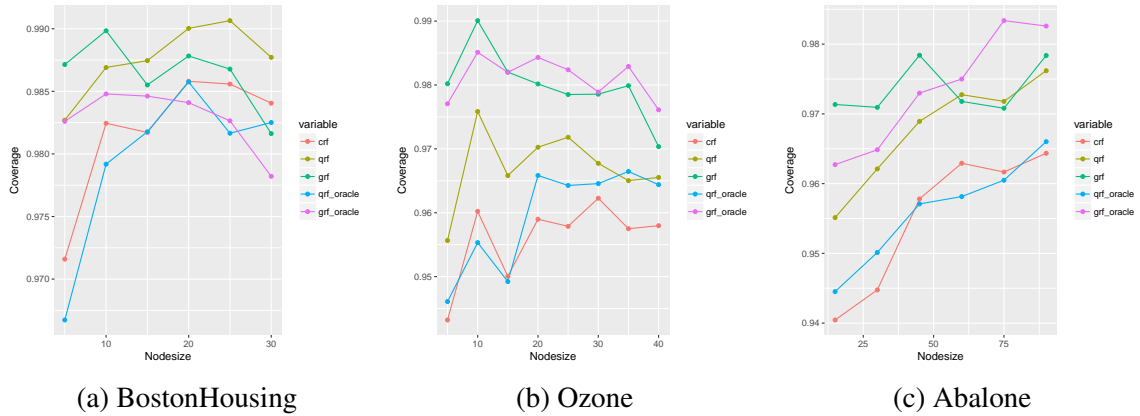 0.990
0.985
0.980
0.975
0.970
Coverage
10
20
30
Nodesize
variable
crf
qrf
grf
qrf_oracle
grf_oracle
(a) BostonHousing
0.99
0.98
0.97
0.96
0.95
Coverage
10
20
30
40
Nodesize
variable
crf
qrf
grf
qrf_oracle
grf_oracle
(b) Ozone
0.98
0.97
0.96
0.95
0.94
Coverage
25
50
75
Nodesize
variable
crf
qrf
grf
qrf_oracle
grf_oracle
(c) Abalone